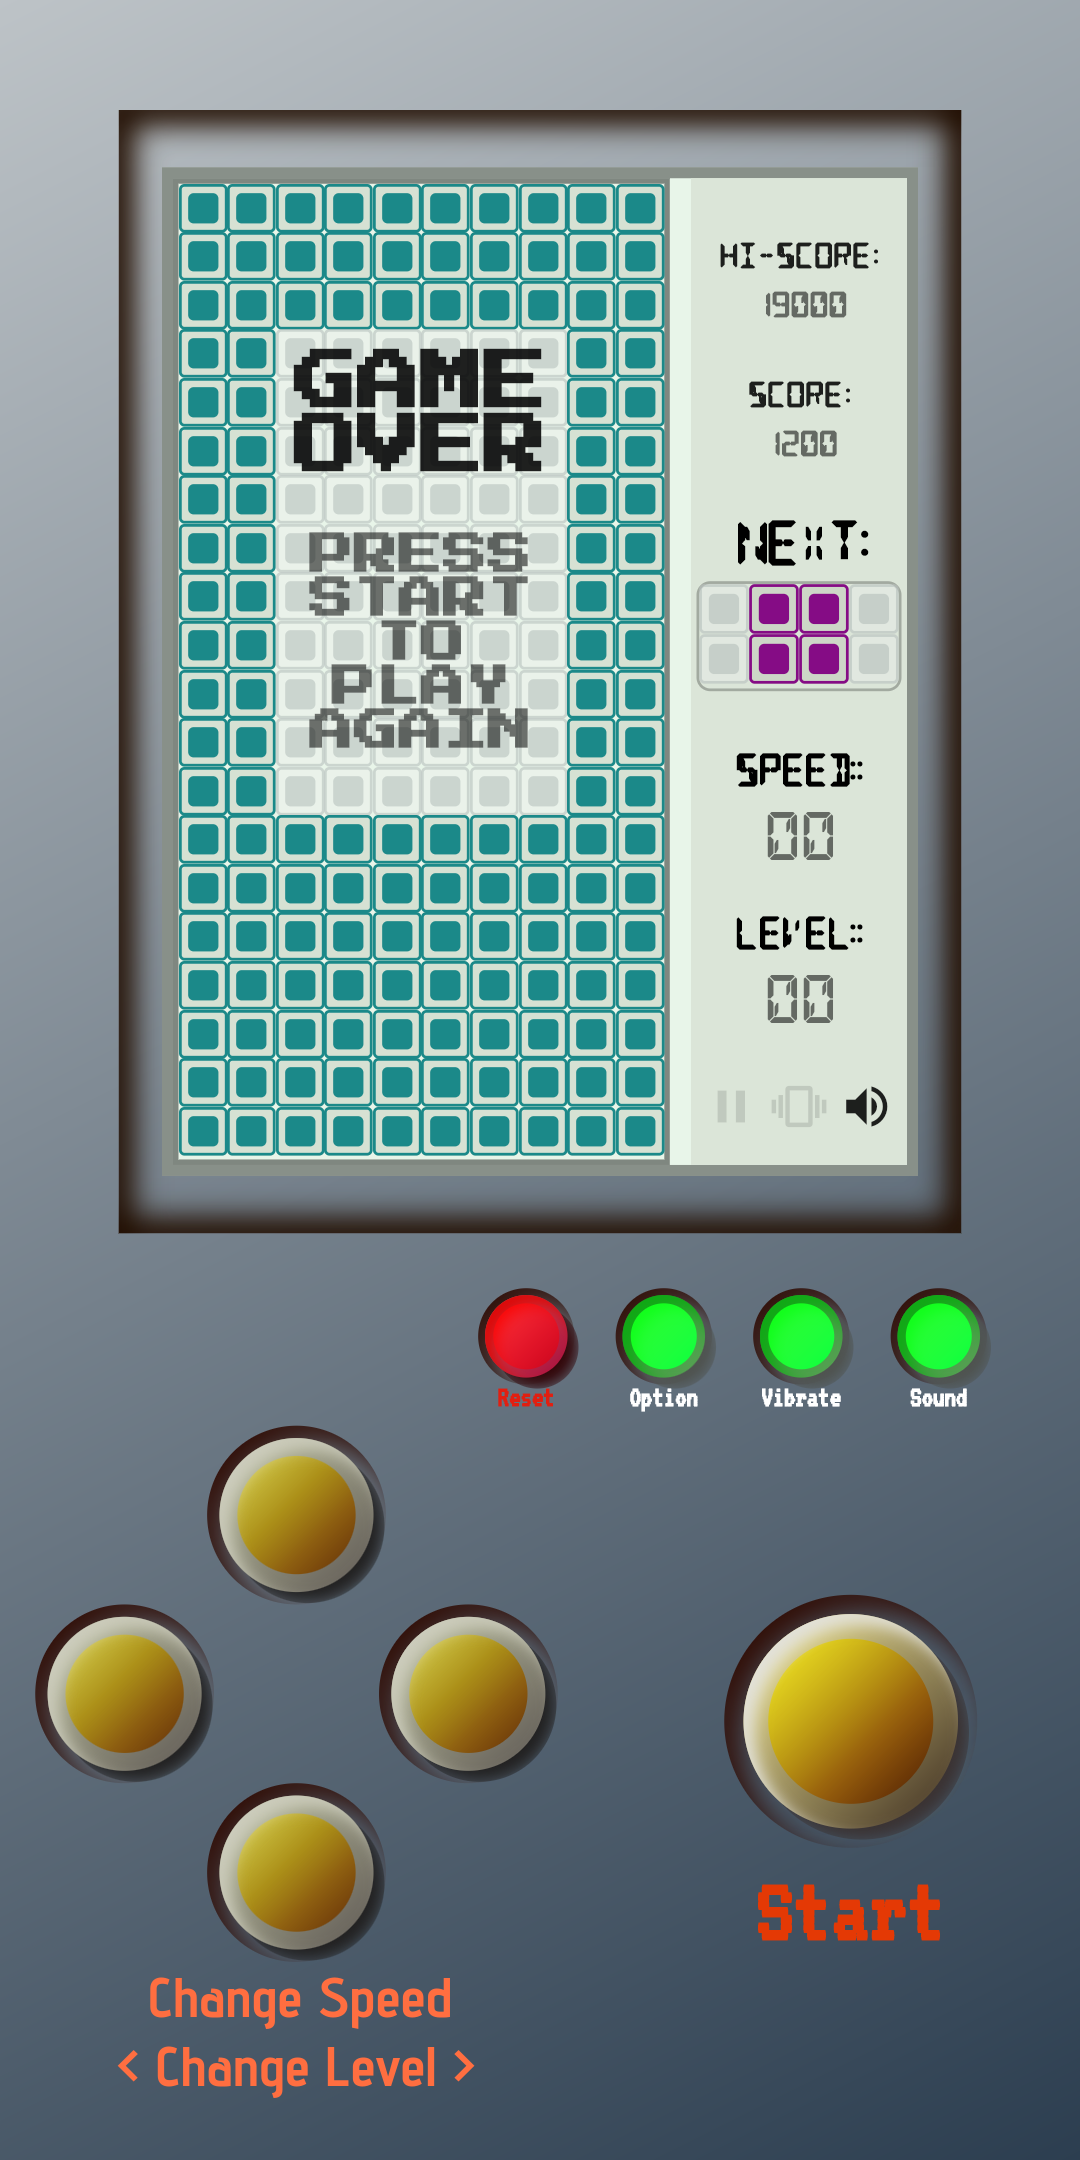 GAME
OVER
PRESS
START
TO
PLAY
AGAIN
HI-SCORE:
19000
SCORE:
1200
NEXT:
SPEED::
00
LEVEL::
00
Reset
Option
Vibrate
Sound
Start
Change Speed
< Change Level >